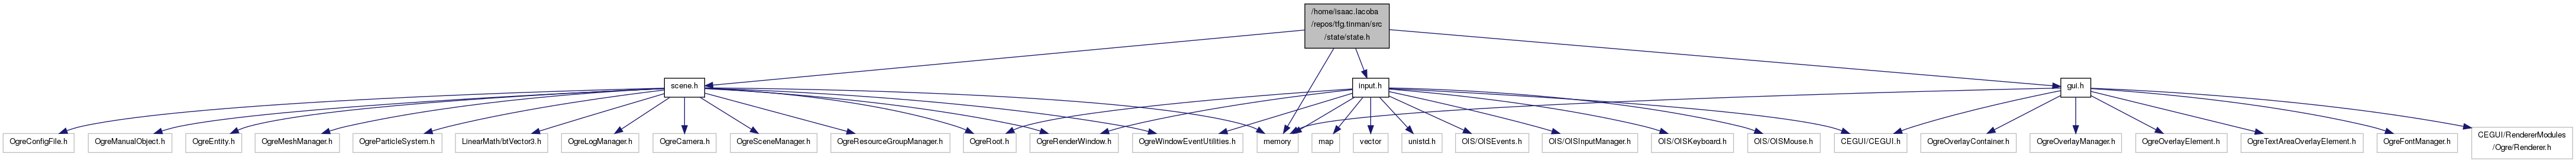 /home/isaac.lacoba
/repos/tfg.tinman/src
/state/state.h
scene.h
input.h
gui.h
OgreConfigFile.h
OgreManualObject.h
OgreEntity.h
OgreMeshManager.h
OgreParticleSystem.h
LinearMath/btVector3.h
OgreLogManager.h
OgreCamera.h
OgreSceneManager.h
OgreResourceGroupManager.h
OgreRoot.h
OgreRenderWindow.h
OgreWindowEventUtilities.h
memory
map
vector
unistd.h
OIS/OISEvents.h
OIS/OISInputManager.h
OIS/OISKeyboard.h
OIS/OISMouse.h
CEGUI/CEGUI.h
OgreOverlayContainer.h
OgreOverlayManager.h
OgreOverlayElement.h
OgreTextAreaOverlayElement.h
OgreFontManager.h
CEGUI/RendererModules
/Ogre/Renderer.h